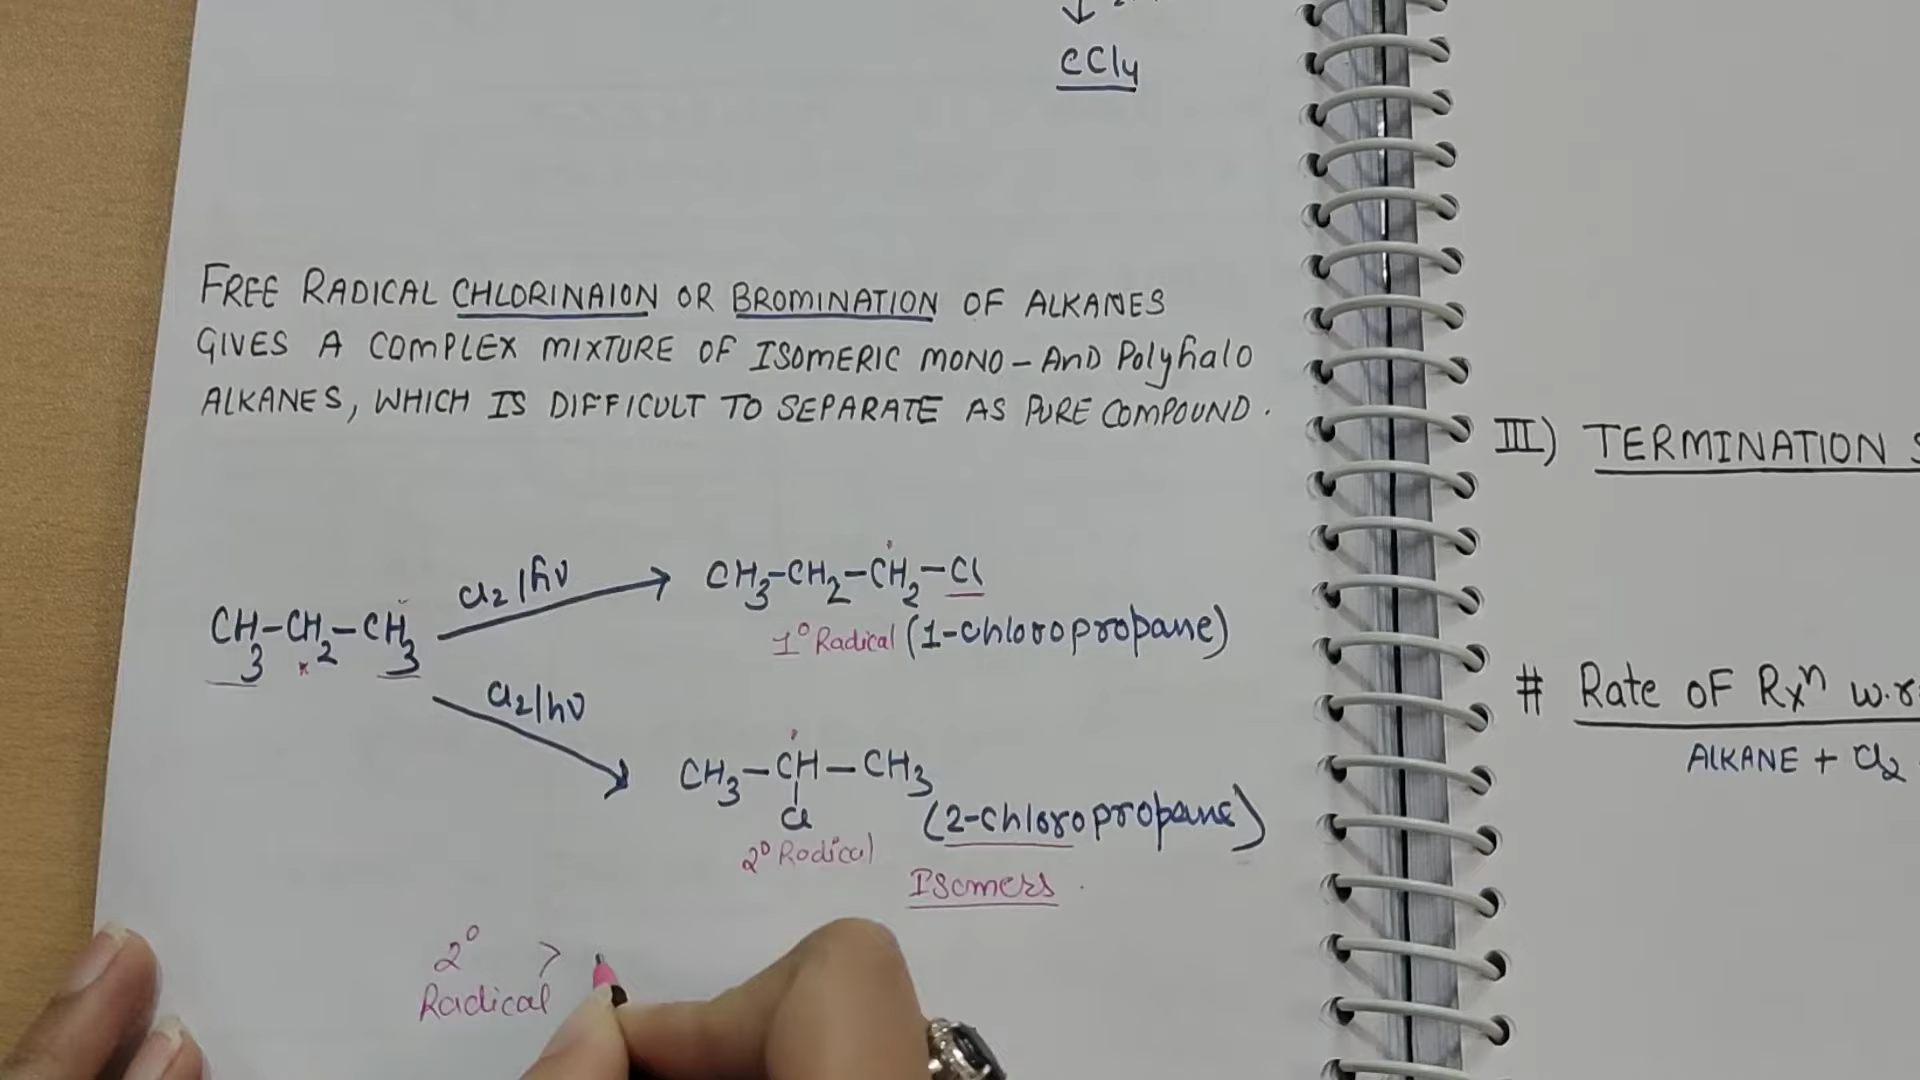 CCl4
FREE RADICAL CHLORINAION OR BROMINATION OF ALKANES
GIVES A COMPLEX MIXTURE OF ISOMERIC MONO-AND Polyhalo
ALKANES, WHICH IS DIFFICULT TO SEPARATE AS PURE COMPOUND.
Cl2/hν
CH3-CH2-CH2-Cl
CH3-CH2-CH3
1° Radical (1-chloropropane)
Cl2/hν
CH3-CH-CH3
Cl
(2-chloropropane)
2° Radical
Isomers
2° >
Radical
III) TERMINATION S
# Rate OF Rxn w.r
ALKANE + Cl2